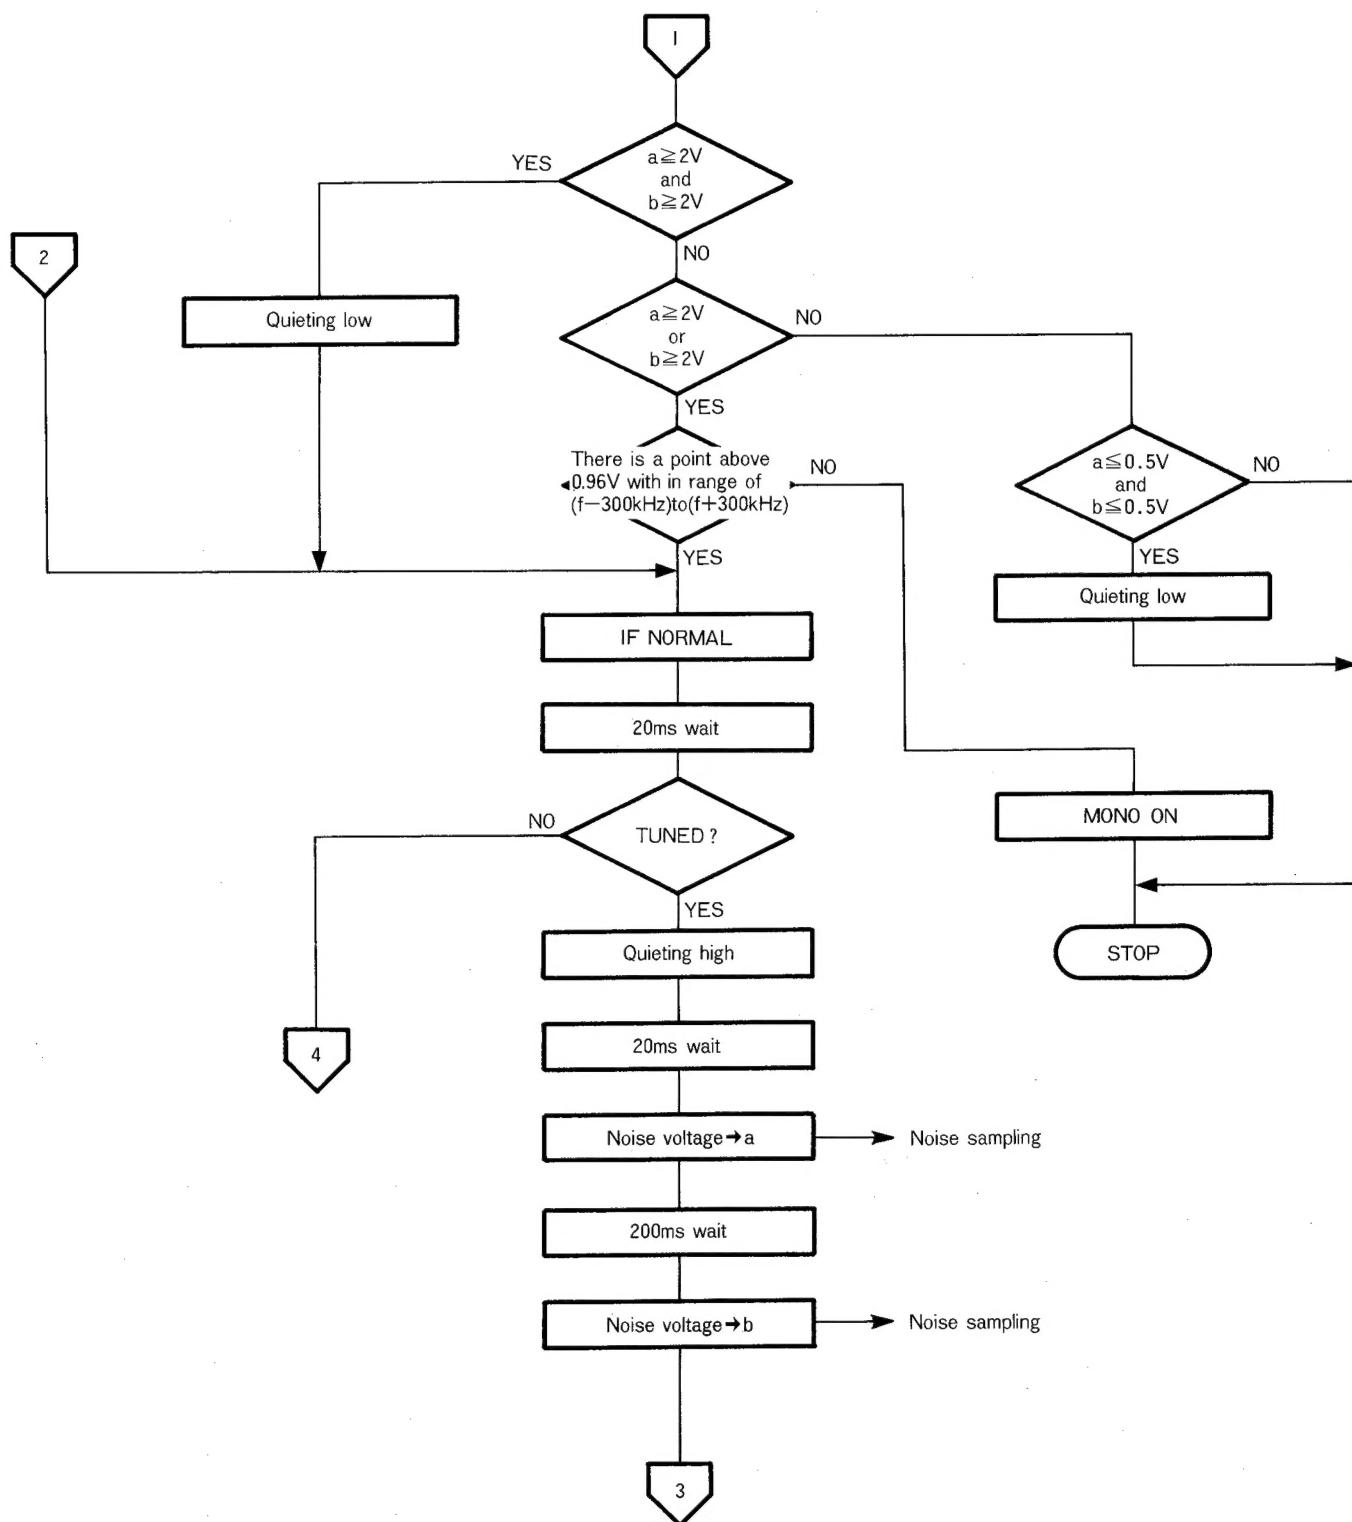 1
YES
a≧2V
and
b≧2V
NO
2
Quieting low
a≧2V
or
b≧2V
NO
YES
There is a point above
0.96V with in range of
(f−300kHz)to(f+300kHz)
NO
YES
a≦0.5V
and
b≦0.5V
NO
YES
Quieting low
IF NORMAL
20ms wait
NO
TUNED?
YES
MONO ON
STOP
Quieting high
4
20ms wait
Noise voltage→a
Noise sampling
200ms wait
Noise voltage→b
Noise sampling
3